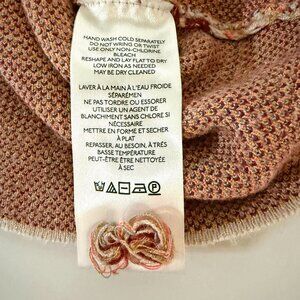 HAND WASH COLD SEPARATELY
DO NOT WRING OR TWIST
USE ONLY NON-CHLORINE
BLEACH
RESHAPE AND LAY FLAT TO DRY
LOW IRON AS NEEDED
MAY BE DRY CLEANED
LAVER À LA MAIN À L'EAU FROIDE
SÉPARÉMEN
NE PAS TORDRE OU ESSORER
UTILISER UN AGENT DE
BLANCHIMENT SANS CHLORE SI
NÉCESSAIRE
METTRE EN FORME ET SÉCHER
À PLAT
REPASSER, AU BESOIN, À TRÈS
BASSE TEMPÉRATURE
PEUT-ÊTRE ÊTRE NETTOYÉE
À SEC